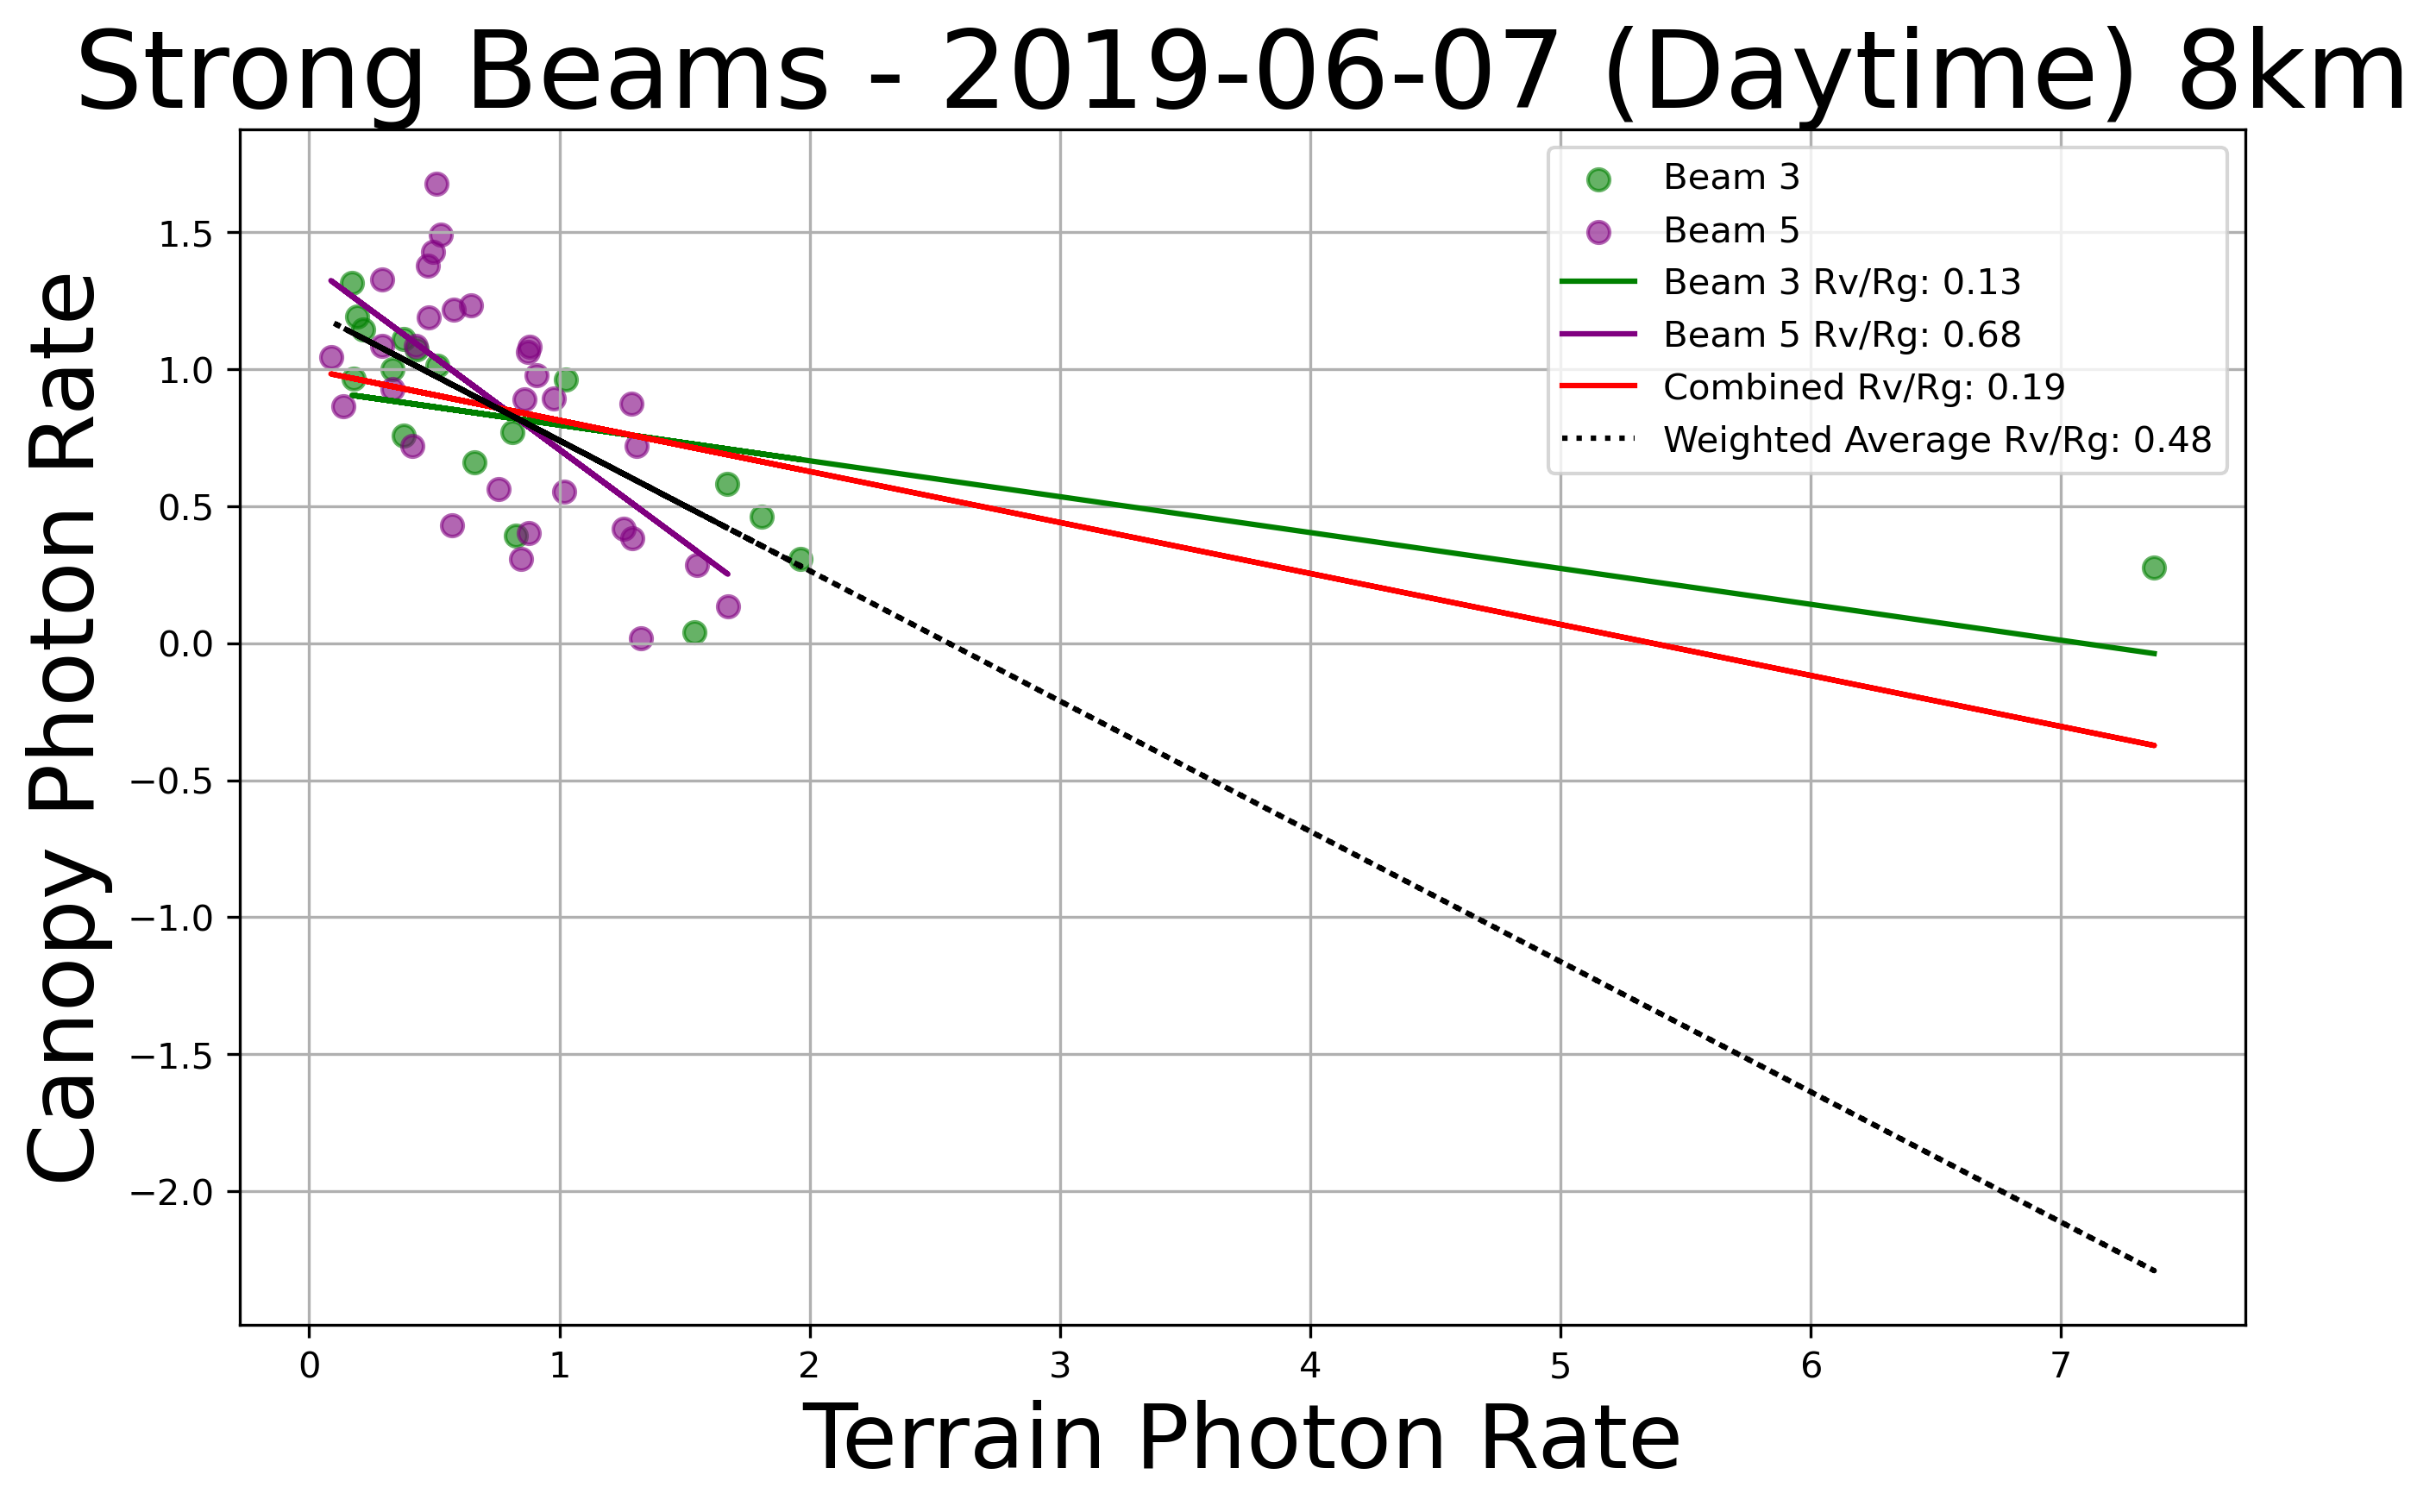 Strong Beams - 2019-06-07 (Daytime) 8km
Canopy Photon Rate
1.5
1.0
0.5
0.0
−0.5
−1.0
−1.5
−2.0
Beam 3
Beam 5
Beam 3 Rv/Rg: 0.13
Beam 5 Rv/Rg: 0.68
Combined Rv/Rg: 0.19
Weighted Average Rv/Rg: 0.48
0 1 2 3 4 5 6 7
Terrain Photon Rate